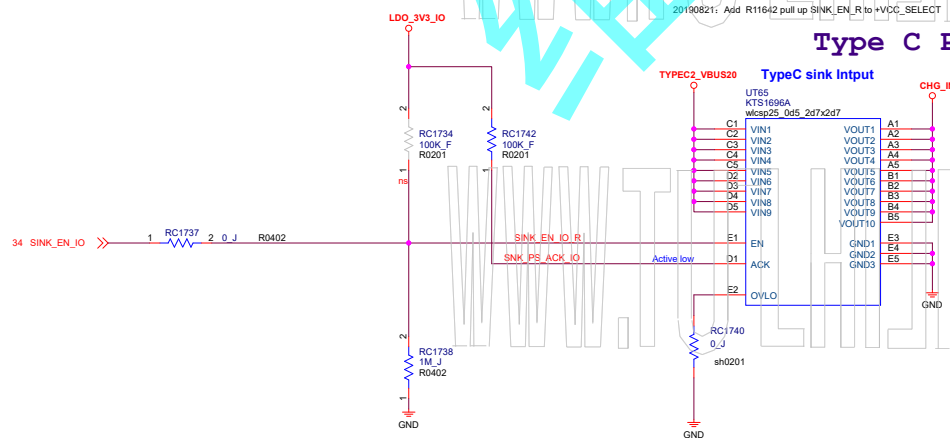 20190821: Add R11642 pull up SINK_EN_R to +VCC_SELECT
LDO_3V3_IO
Type C
TYPEC2_VBUS20
TypeC sink Intput
CHG_
UT65
KTS1696A
wlcsp25_0d5_2d7x2d7
2
RC1734
100K_F
R0201
1
ns
2
RC1742
100K_F
R0201
1
C1 VIN1 VOUT1 A1
C2 VIN2 VOUT2 A2
C3 VIN3 VOUT3 A3
C4 VIN4 VOUT4 A4
C5 VIN5 VOUT5 A5
D2 VIN6 VOUT6 B1
D3 VIN7 VOUT7 B2
D4 VIN8 VOUT8 B3
D5 VIN9 VOUT9 B4
VOUT10 B5
34 SINK_EN_IO
1 RC1737 2 0_J R0402
SINK_EN_IO_R
E1 EN
GND1 E3
GND2 E4
GND3 E5
SNK_PS_ACK_IO
Active low
D1 ACK
E2 OVLO
GND
RC1740
0_J
sh0201
GND
2
RC1738
1M_J
R0402
1
GND